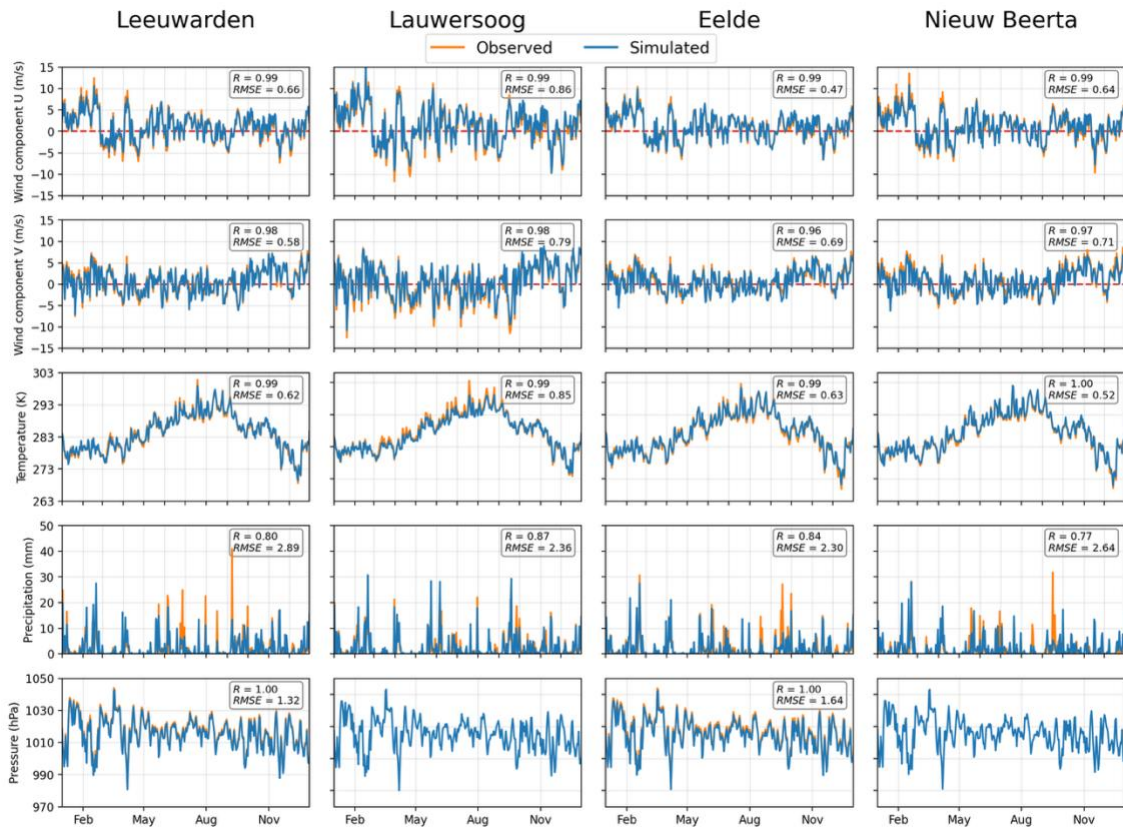 Leeuwarden Lauwersoog Eelde Nieuw Beerta
Observed Simulated
Wind component U (m/s)
15
10
5
0
−5
−10
−15
R = 0.99
RMSE = 0.66
R = 0.99
RMSE = 0.86
R = 0.99
RMSE = 0.47
R = 0.99
RMSE = 0.64
Wind component V (m/s)
15
10
5
0
−5
−10
−15
R = 0.98
RMSE = 0.58
R = 0.98
RMSE = 0.79
R = 0.96
RMSE = 0.69
R = 0.97
RMSE = 0.71
Temperature (K)
303
293
283
273
263
R = 0.99
RMSE = 0.62
R = 0.99
RMSE = 0.85
R = 0.99
RMSE = 0.63
R = 1.00
RMSE = 0.52
Precipitation (mm)
50
40
30
20
10
0
R = 0.80
RMSE = 2.89
R = 0.87
RMSE = 2.36
R = 0.84
RMSE = 2.30
R = 0.77
RMSE = 2.64
Pressure (hPa)
1050
1030
1010
990
970
R = 1.00
RMSE = 1.32
R = 1.00
RMSE = 1.64
Feb May Aug Nov Feb May Aug Nov Feb May Aug Nov Feb May Aug Nov